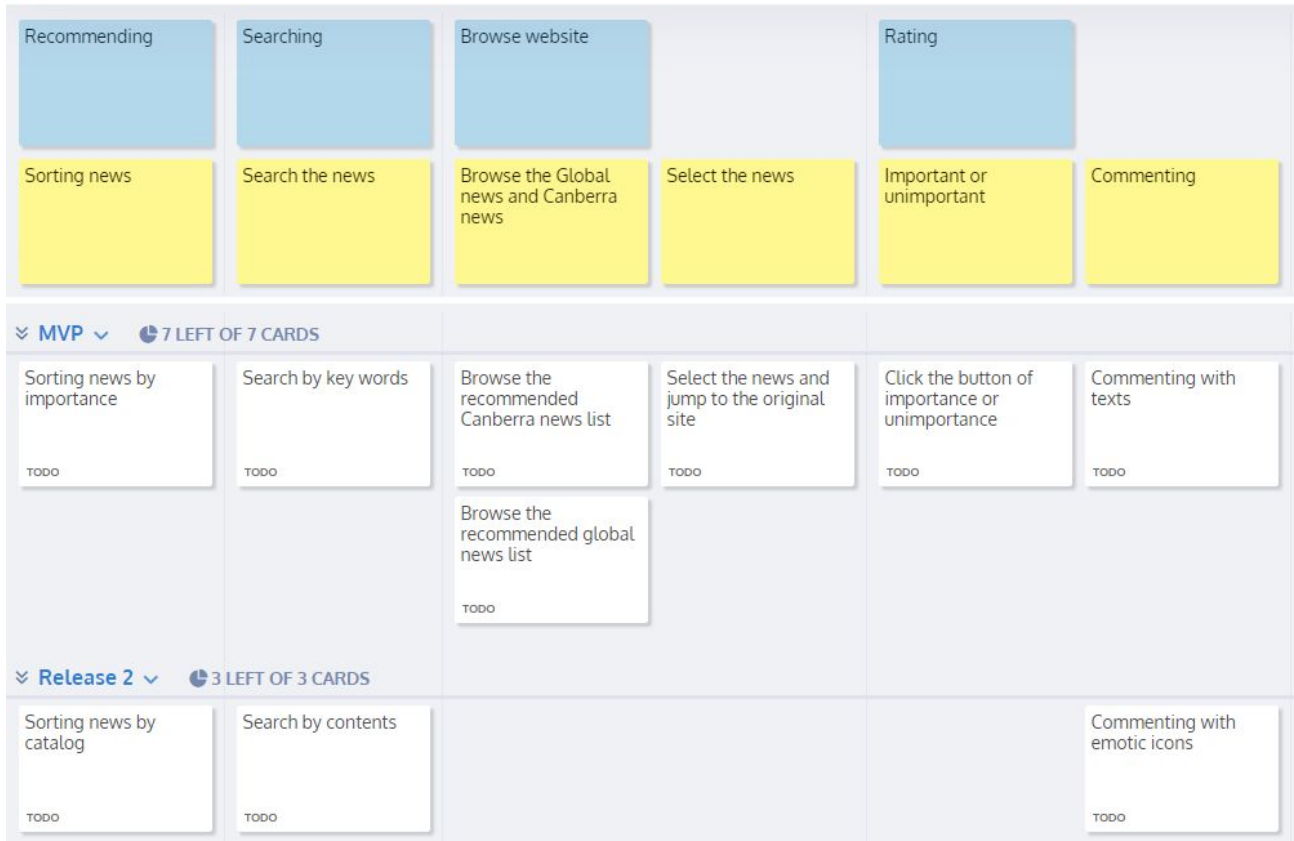 Recommending
Searching
Browse website
Rating
Sorting news
Search the news
Browse the Global
news and Canberra
news
Select the news
Important or
unimportant
Commenting
MVP
7 LEFT OF 7 CARDS
Sorting news by
importance
TODO
Search by key words
TODO
Browse the
recommended
Canberra news list
TODO
Select the news and
jump to the original
site
TODO
Click the button of
importance or
unimportance
TODO
Commenting with
texts
TODO
Browse the
recommended global
news list
TODO
Release 2
3 LEFT OF 3 CARDS
Sorting news by
catalog
TODO
Search by contents
TODO
Commenting with
emotic icons
TODO